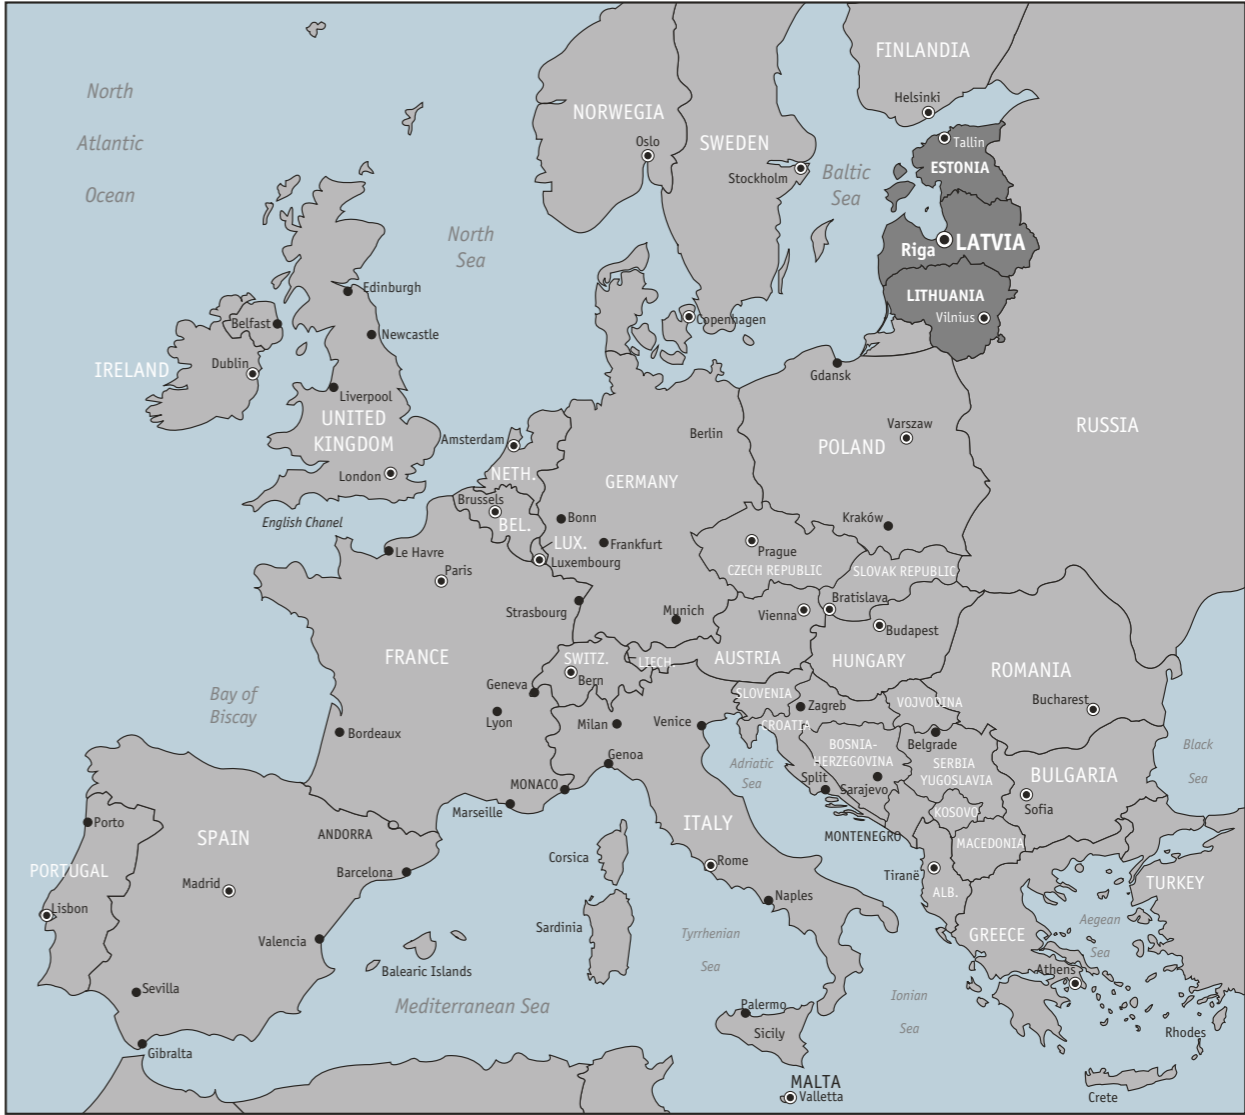 FINLANDIA
North
Helsinki
NORWEGIA
Atlantic
Oslo
SWEDEN
Tallin
ESTONIA
Baltic
Sea
Stockholm
Ocean
North
Sea
Riga
LATVIA
Edinburgh
LITHUANIA
Vilnius
Belfast
Copenhagen
Newcastle
IRELAND
Dublin
Gdansk
Liverpool
UNITED
KINGDOM
Berlin
Varszaw
RUSSIA
Amsterdam
POLAND
London
NETH.
GERMANY
Brussels
English Chanel
BEL.
Bonn
Kraków
LUX.
Frankfurt
Le Havre
Luxembourg
Prague
CZECH REPUBLIC
SLOVAK REPUBLIC
Paris
Strasbourg
Munich
Vienna
Bratislava
Budapest
FRANCE
SWITZ.
LIECH.
AUSTRIA
HUNGARY
ROMANIA
Bern
Geneva
Bay of
Biscay
SLOVENIA
Zagreb
VOJVODINA
Bucharest
Lyon
Milan
Venice
CROATIA
Bordeaux
BOSNIA-
HERZEGOVINA
Belgrade
Black
Sea
Genoa
Adriatic
Sea
SERBIA
YUGOSLAVIA
BULGARIA
MONACO
Split
Sarajevo
Marseille
KOSOVO
Sofia
Porto
SPAIN
ANDORRA
ITALY
MONTENEGRO
MACEDONIA
PORTUGAL
Barcelona
Corsica
Rome
Tiranë
TURKEY
Madrid
ALB.
Lisbon
Naples
Sardinia
Valencia
Tyrrhenian
Sea
GREECE
Aegean
Sea
Balearic Islands
Athens
Sevilla
Mediterranean Sea
Palermo
Ionian
Sea
Sicily
Rhodes
Gibralta
MALTA
Valletta
Crete